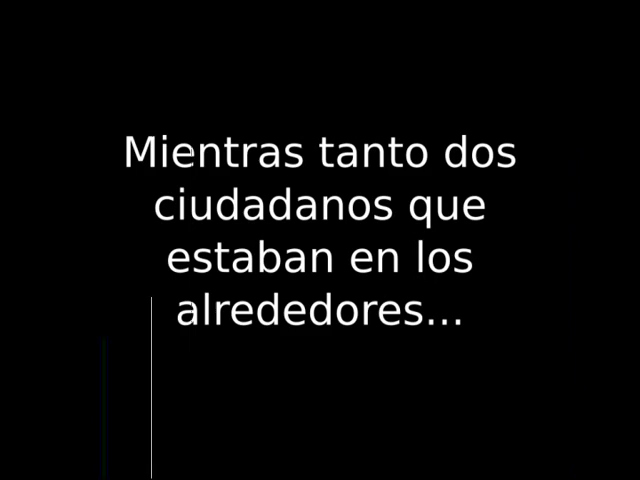 Mientras tanto dos
ciudadanos que
estaban en los
alrededores...